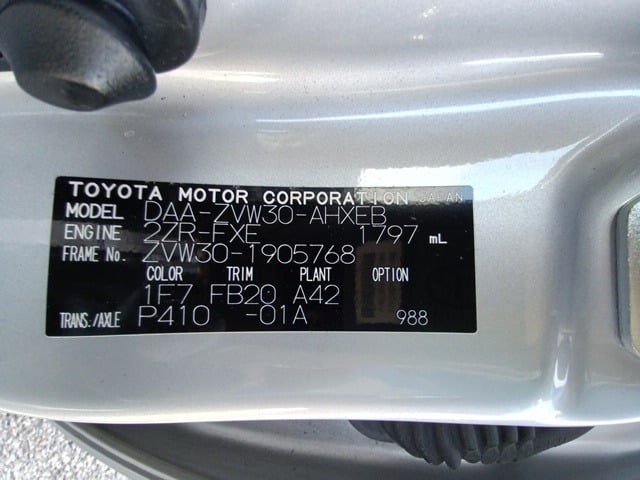 TOYOTA MOTOR CORPORATION JAPAN
MODEL DAA-ZVW30-AHXEB
ENGINE 2ZR-FXE 1797 mL
FRAME No. ZVW30-1905768
COLOR TRIM PLANT OPTION
1F7 FB20 A42
TRANS./AXLE P410 -01A 988